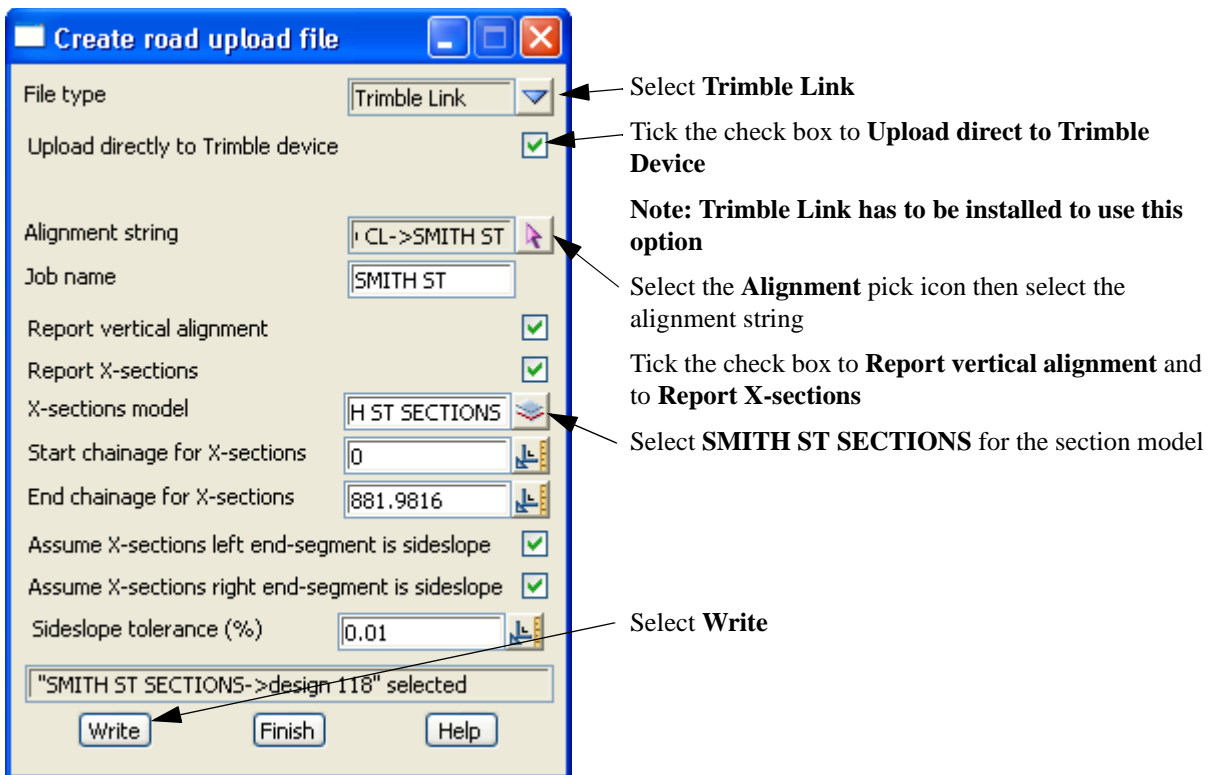 Create road upload file
File type
Trimble Link
Upload directly to Trimble device
Alignment string
CL->SMITH ST
Job name
SMITH ST
Report vertical alignment
Report X-sections
X-sections model
H ST SECTIONS
Start chainage for X-sections
0
End chainage for X-sections
881.9816
Assume X-sections left end-segment is sideslope
Assume X-sections right end-segment is sideslope
Sideslope tolerance (%)
0.01
"SMITH ST SECTIONS->design 118" selected
Write
Finish
Help
Select Trimble Link
Tick the check box to Upload direct to Trimble
Device
Note: Trimble Link has to be installed to use this
option
Select the Alignment pick icon then select the
alignment string
Tick the check box to Report vertical alignment and
to Report X-sections
Select SMITH ST SECTIONS for the section model
Select Write